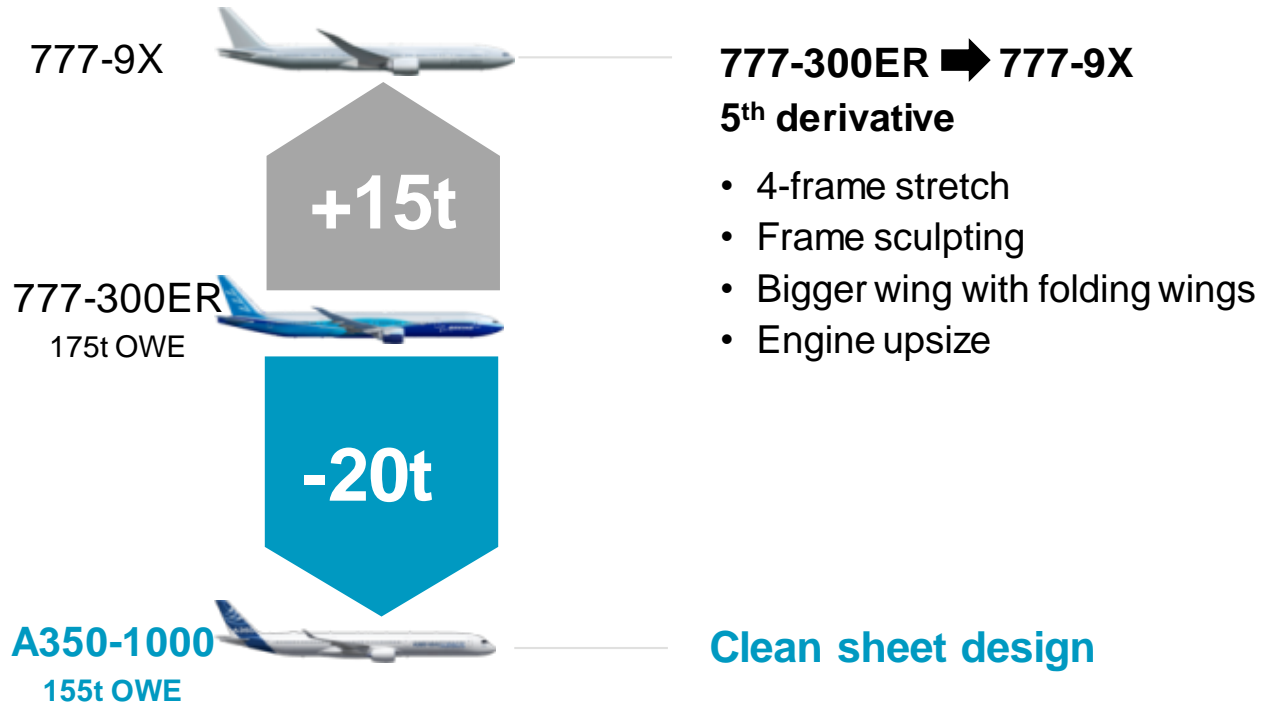 777-9X
777-300ER ➡ 777-9X
5th derivative
• 4-frame stretch
• Frame sculpting
• Bigger wing with folding wings
• Engine upsize
+15t
777-300ER
175t OWE
-20t
A350-1000
155t OWE
Clean sheet design